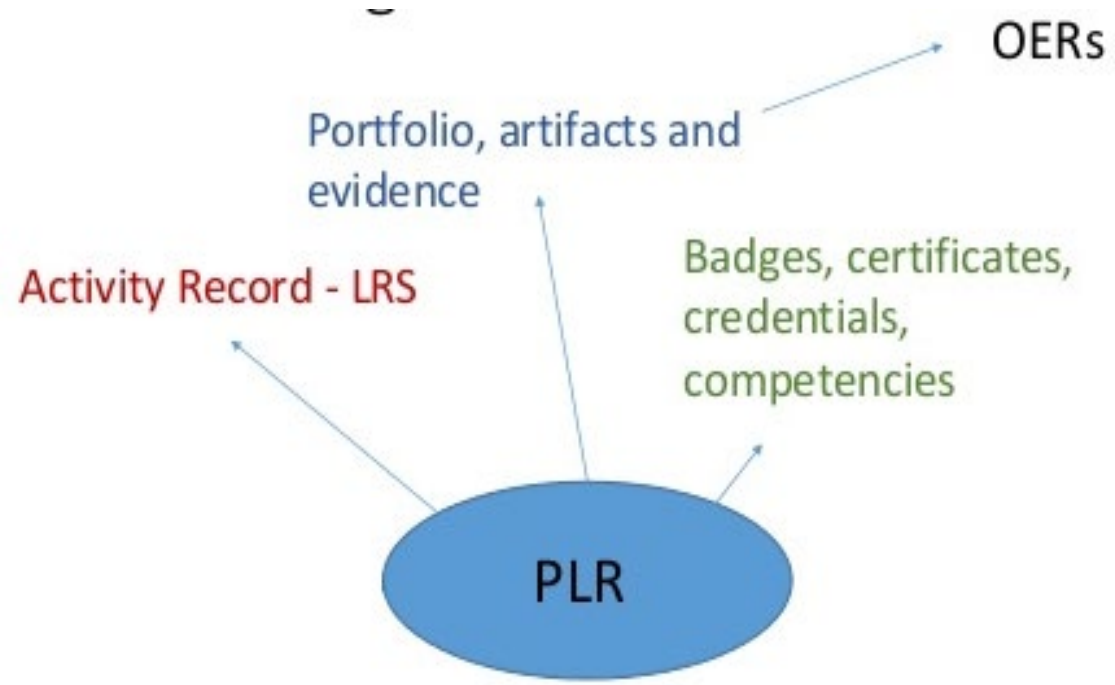 OERs
Portfolio, artifacts and
evidence
Badges, certificates,
credentials,
competencies
Activity Record - LRS
PLR